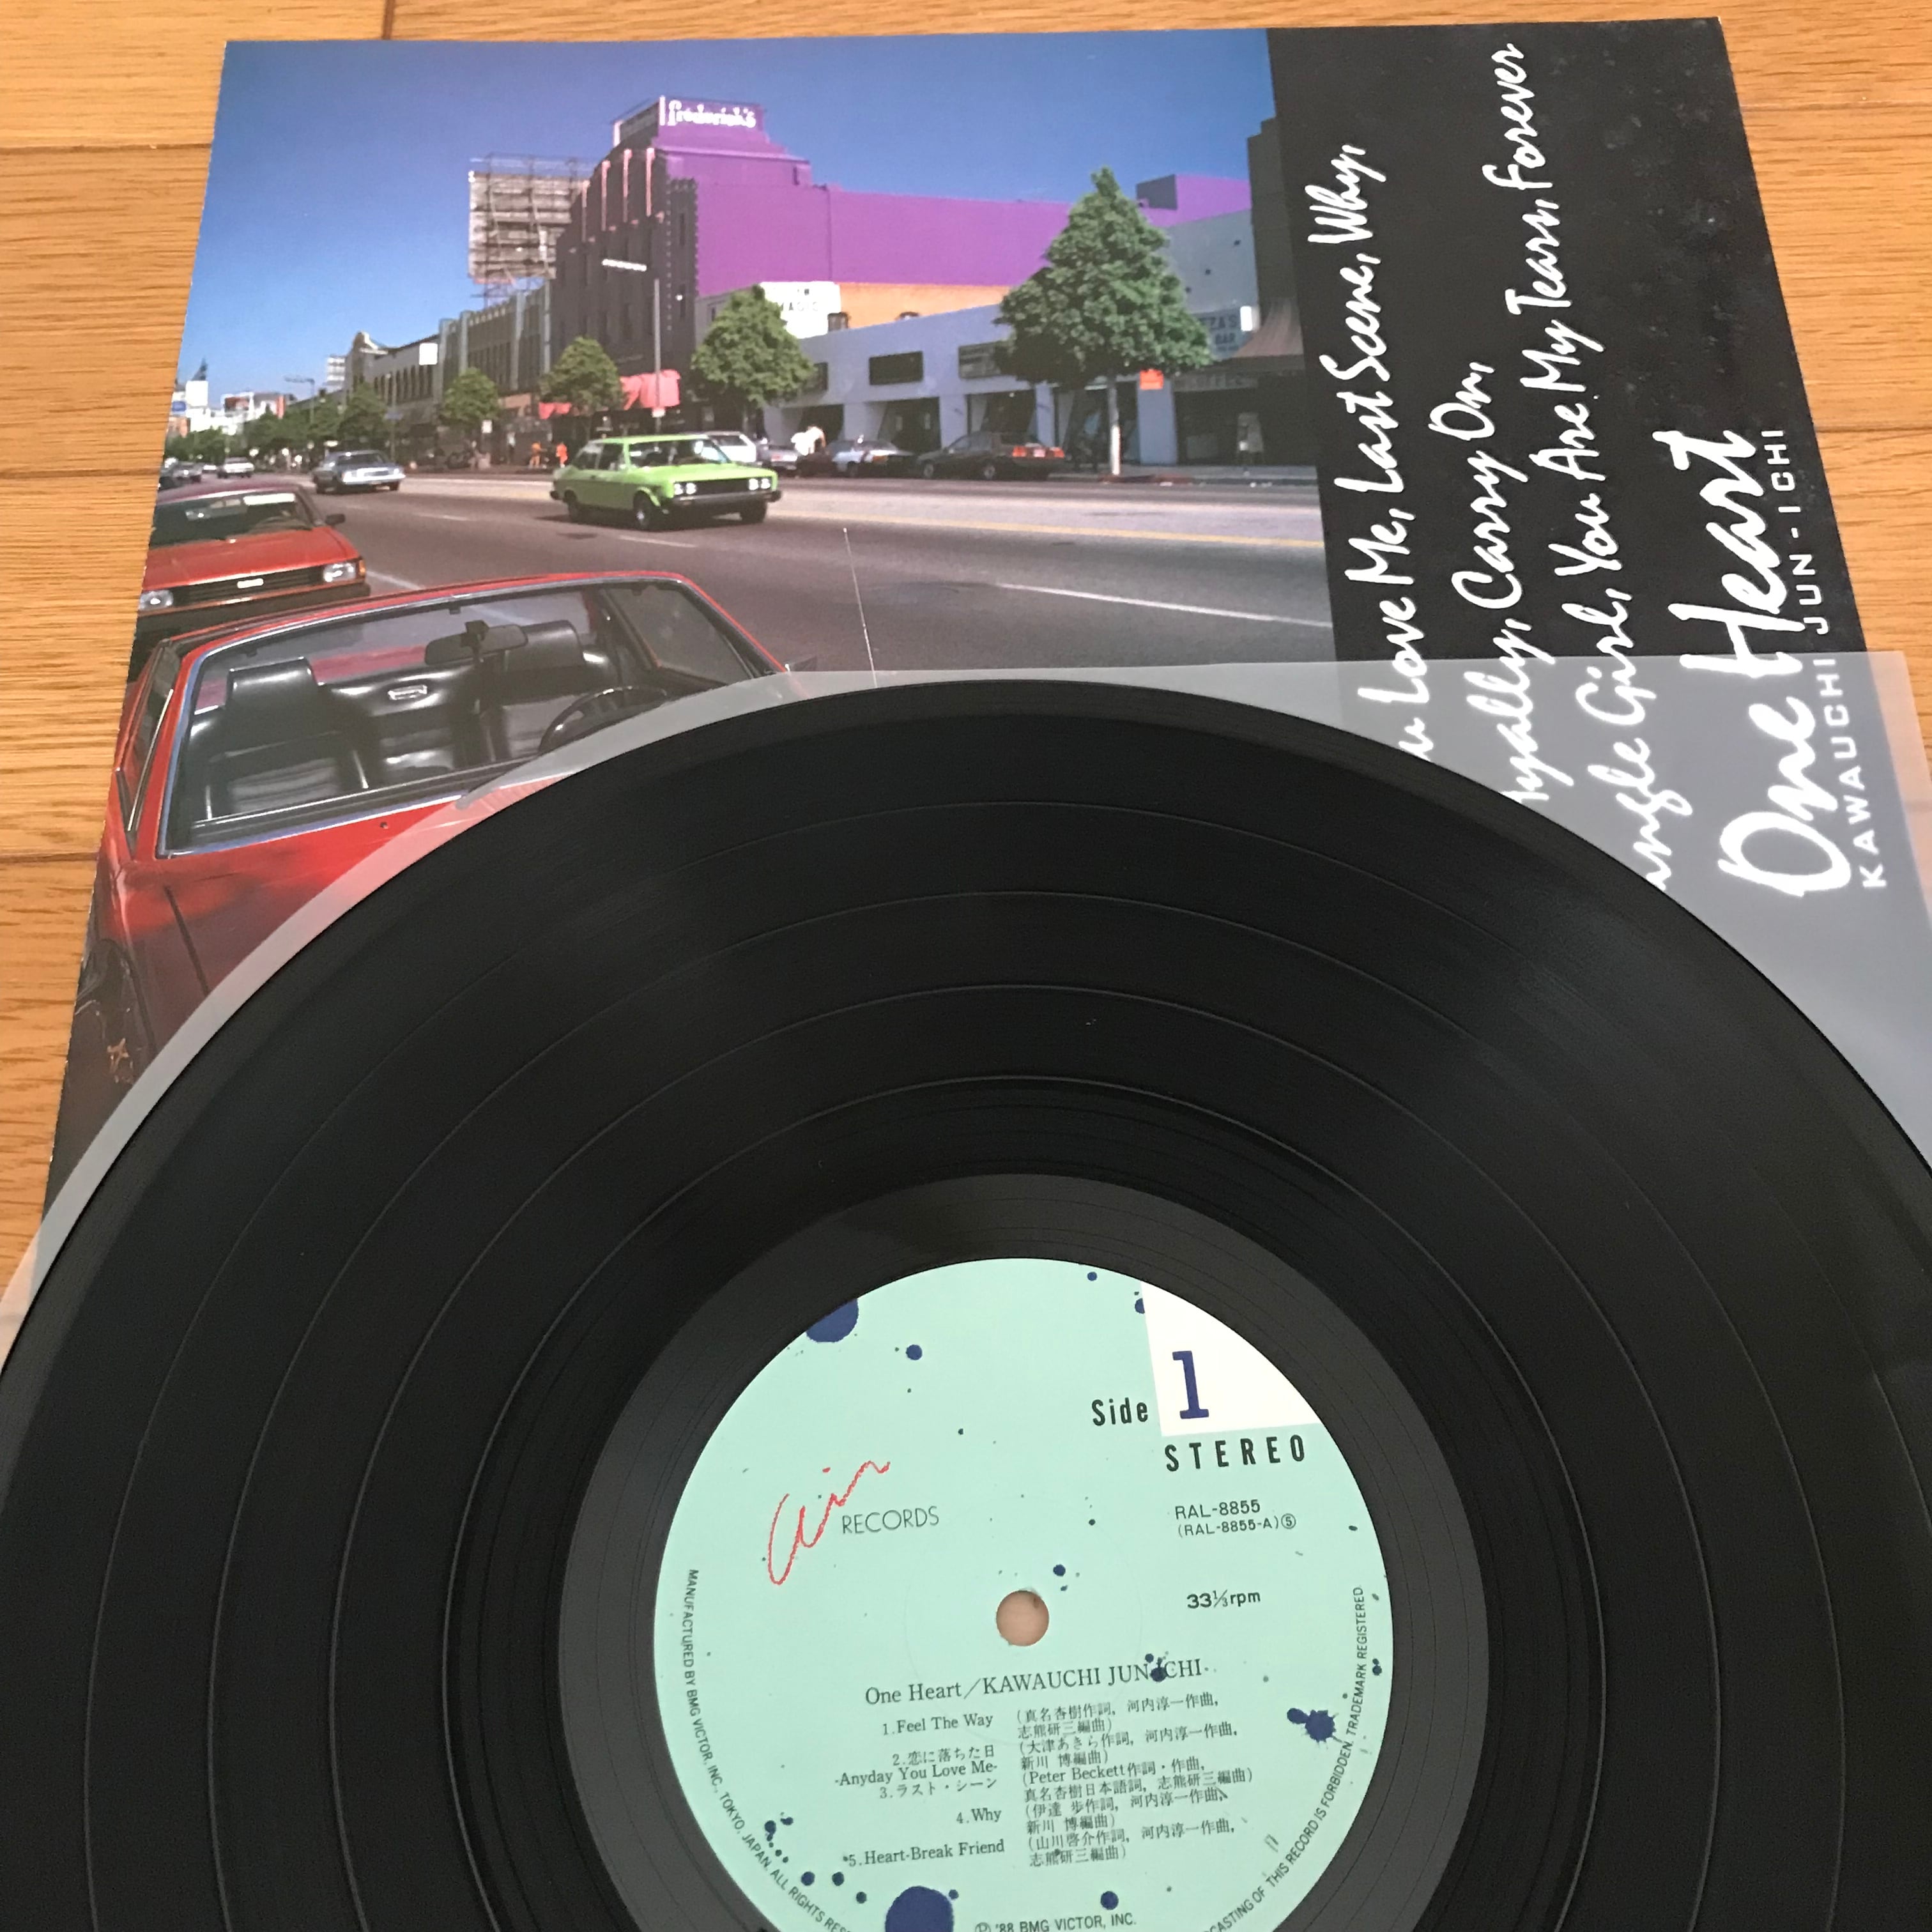 frederick's
Love Me, Last Scene, Why,
Carry On,
Girl, You Are My Tears, Forever
One Heart
KAWAUCHI JUN-ICHI
Side 1
STEREO
Air RECORDS
RAL-8855
(RAL-8855-A)⑤
33⅓rpm
One Heart/KAWAUCHI JUN-ICHI
1.Feel The Way (真名杏樹作詞, 河内淳一作曲,
志熊研三編曲)
2.恋に落ちた日 (大津あきら作詞, 河内淳一作曲,
-Anyday You Love Me- 新川 博編曲)
3.ラスト・シーン (Peter Beckett作詞・作曲,
真名杏樹日本語詞, 志熊研三編曲)
4.Why (伊達 歩作詞, 河内淳一作曲,
新川 博編曲)
5.Heart-Break Friend (山川啓介作詞, 河内淳一作曲,
志熊研三編曲)
Ⓟ '88 BMG VICTOR, INC.
MANUFACTURED BY BMG VICTOR, INC., TOKYO, JAPAN. ALL RIGHTS
OF THIS RECORD IS FORBIDDEN. TRADEMARK REGISTERED